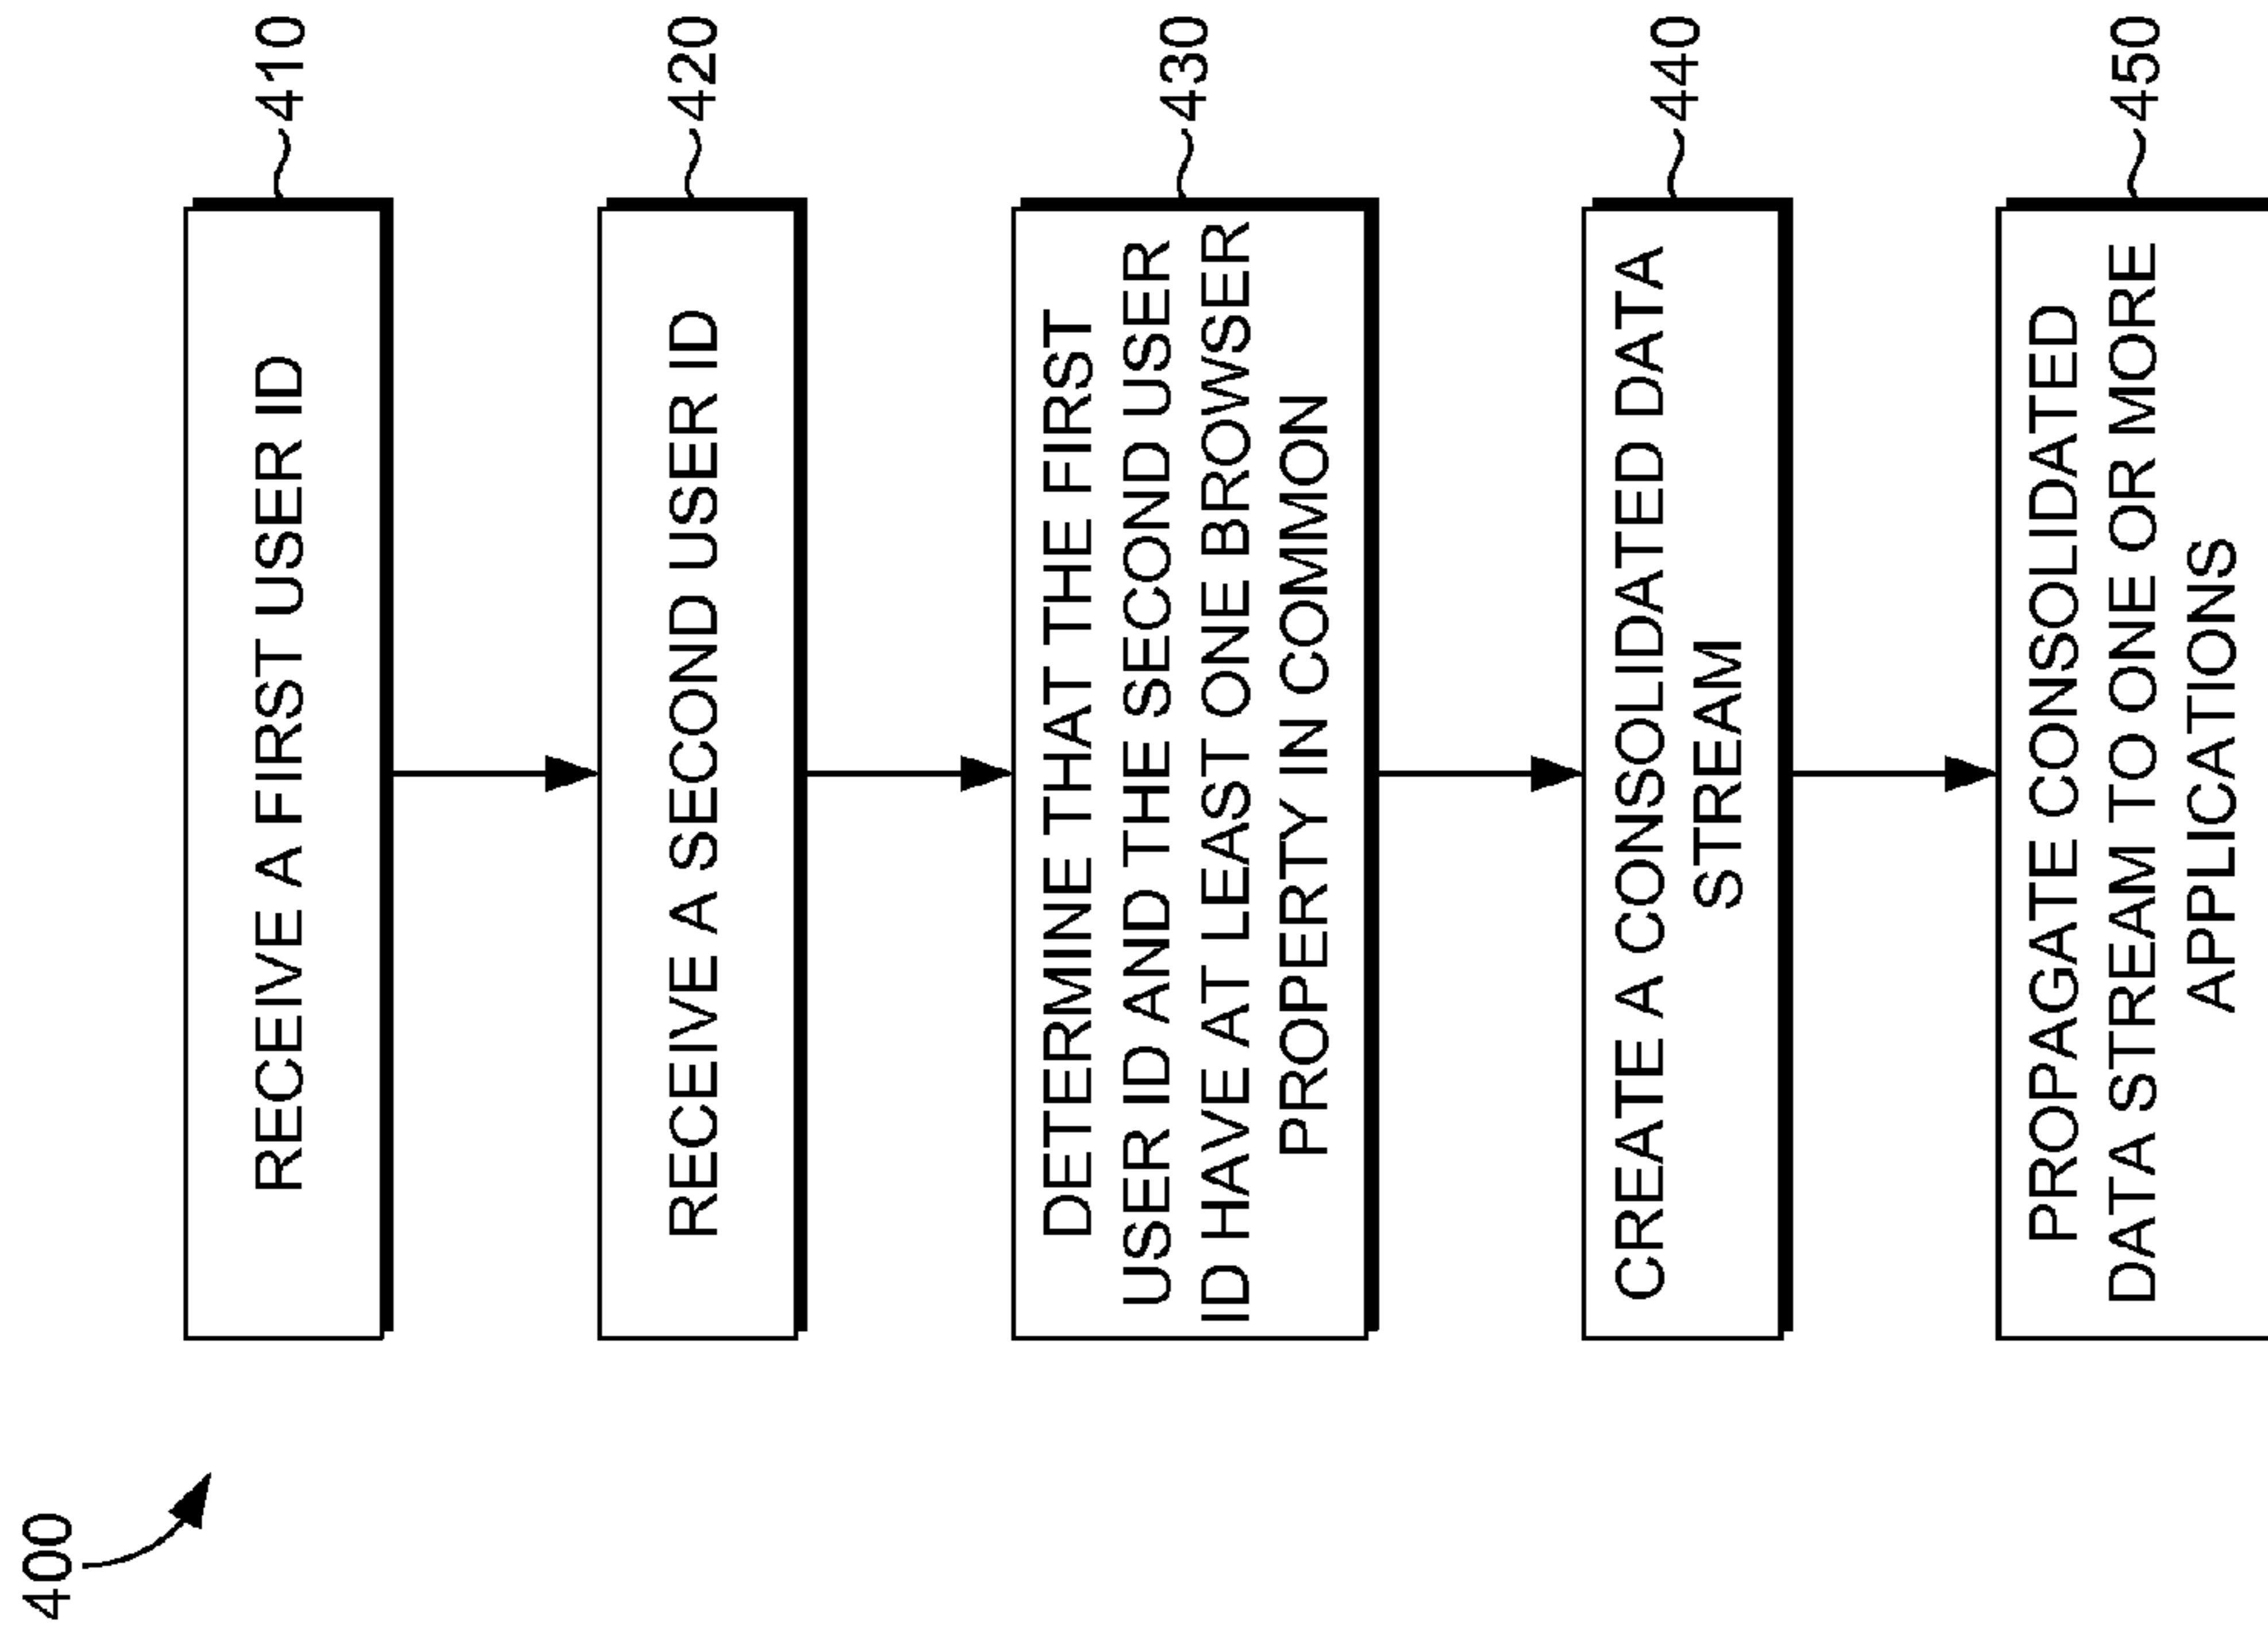 400
RECEIVE A FIRST USER ID
410
RECEIVE A SECOND USER ID
420
DETERMINE THAT THE FIRST
USER ID AND THE SECOND USER
ID HAVE AT LEAST ONE BROWSER
PROPERTY IN COMMON
430
CREATE A CONSOLIDATED DATA
STREAM
440
PROPAGATE CONSOLIDATED
DATA STREAM TO ONE OR MORE
APPLICATIONS
450